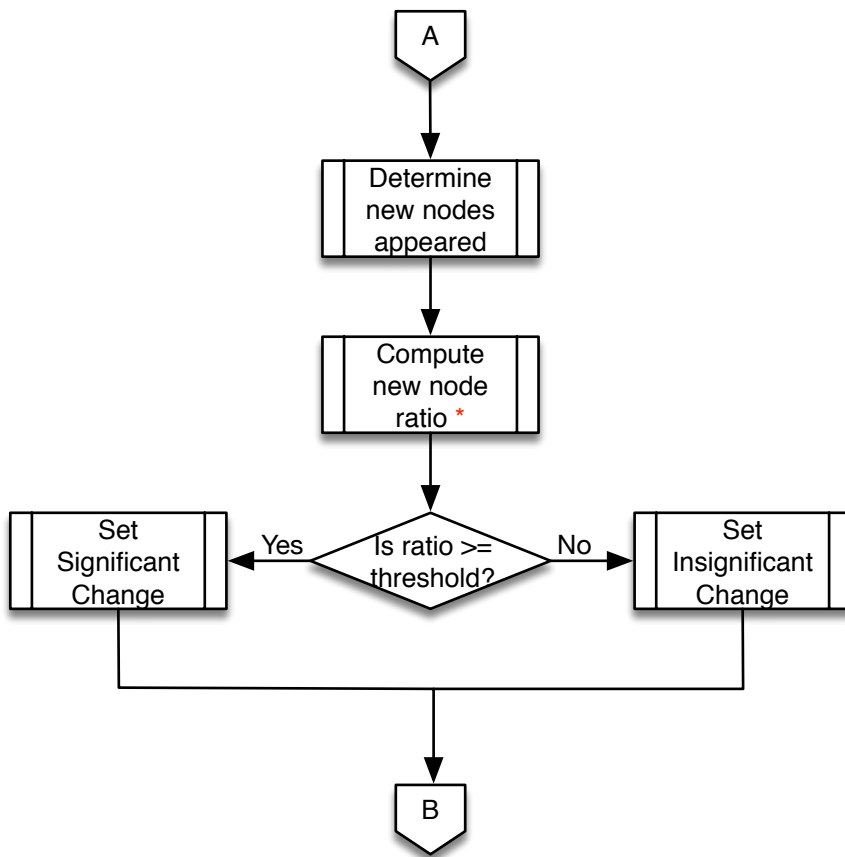 A
Determine
new nodes
appeared
Compute
new node
ratio *
Set
Significant
Change
Yes
Is ratio >=
threshold?
No
Set
Insignificant
Change
B